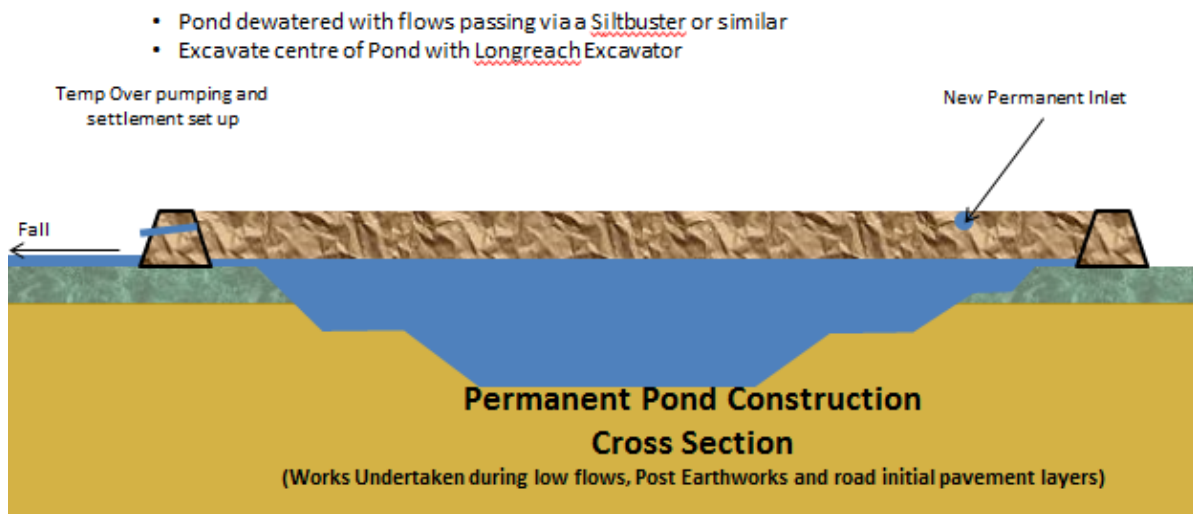 • Pond dewatered with flows passing via a Siltbuster or similar
• Excavate centre of Pond with Longreach Excavator
Temp Over pumping and
settlement set up
New Permanent Inlet
Fall
Permanent Pond Construction
Cross Section
(Works Undertaken during low flows, Post Earthworks and road initial pavement layers)